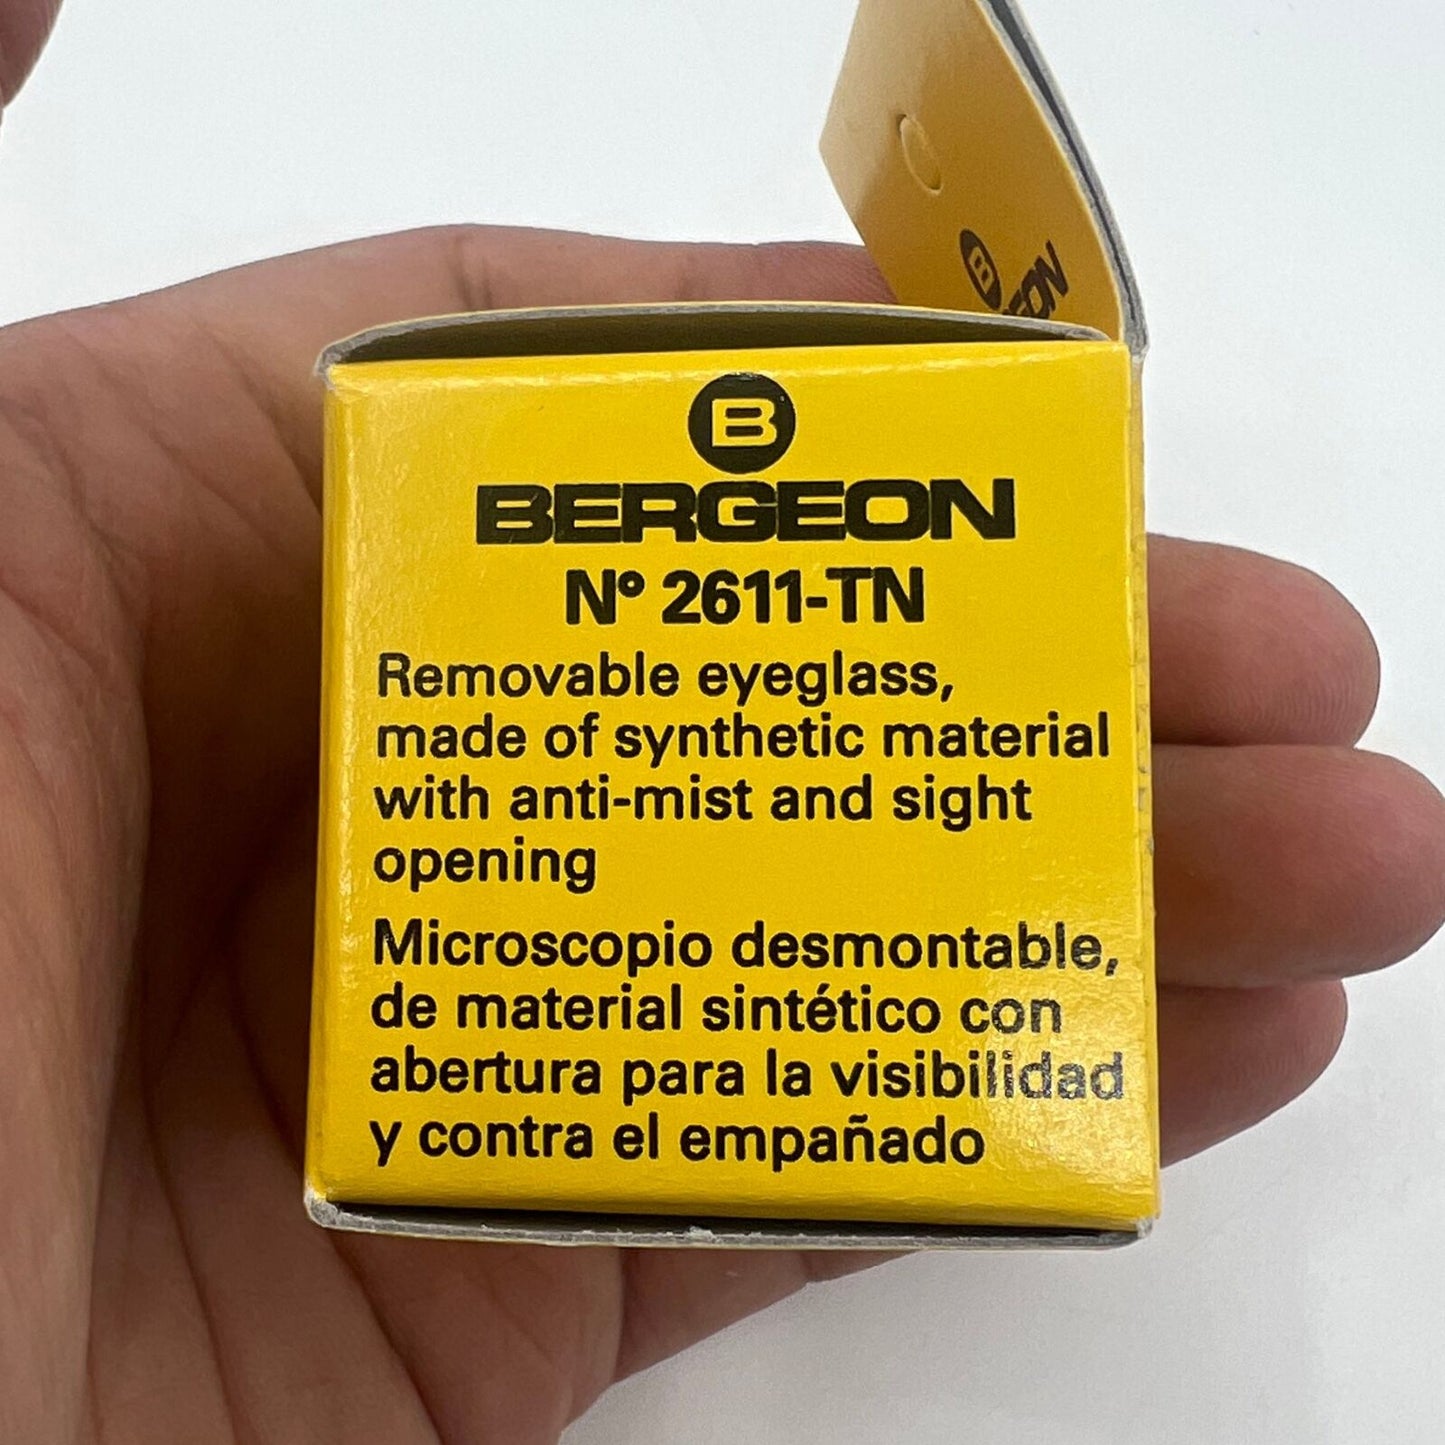 B
EON
B
BERGEON
N° 2611-TN
Removable eyeglass,
made of synthetic material
with anti-mist and sight
opening
Microscopio desmontable,
de material sintético con
abertura para la visibilidad
y contra el empañado